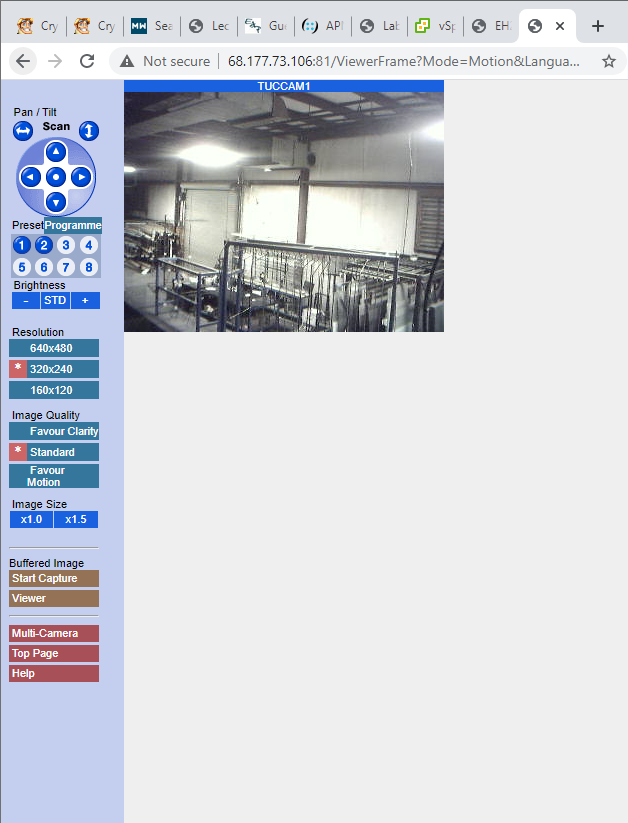 Cry
Cry
MW
Sea
Lec
Gu
API
Lab
vSp
EH
Not secure
68.177.73.106:81/ViewerFrame?Mode=Motion&Langua...
TUCCAM1
Pan / Tilt
Scan
Preset Programme
1 2 3 4
5 6 7 8
Brightness
- STD +
Resolution
640x480
* 320x240
160x120
Image Quality
Favour Clarity
* Standard
Favour
Motion
Image Size
x1.0 x1.5
Buffered Image
Start Capture
Viewer
Multi-Camera
Top Page
Help